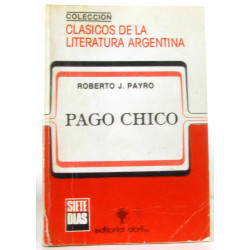 COLECCION
CLASICOS DE LA
LITERATURA ARGENTINA
ROBERTO J. PAYRO
PAGO CHICO
SIETE
DIAS
editorial abril